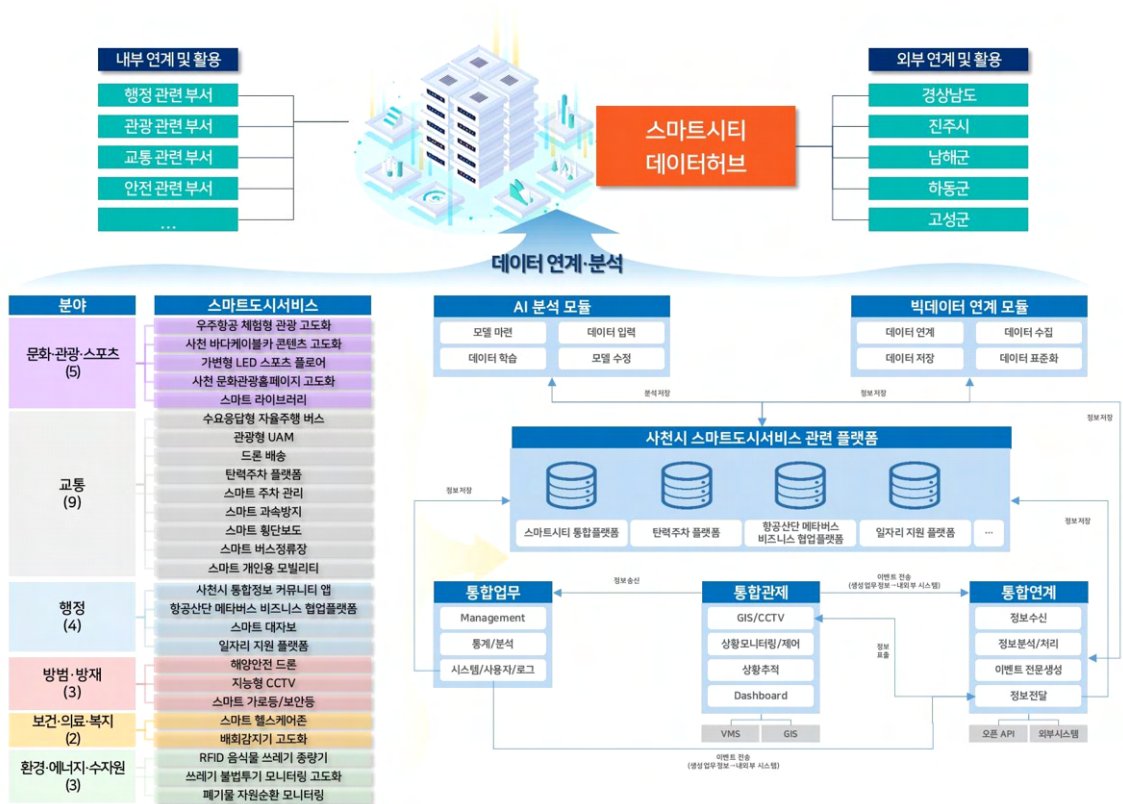 내부 연계 및 활용
행정 관련 부서
관광 관련 부서
교통 관련 부서
안전 관련 부서
...
스마트시티
데이터허브
외부 연계 및 활용
경상남도
진주시
남해군
하동군
고성군
데이터 연계·분석
분야
스마트도시서비스
문화·관광·스포츠
(5)
우주항공 체험형 관광 고도화
사천 바다케이블카 콘텐츠 고도화
가변형 LED 스포츠 플로어
사천 문화관광홈페이지 고도화
스마트 라이브러리
교통
(9)
수요응답형 자율주행 버스
관광형 UAM
드론 배송
탄력주차 플랫폼
스마트 주차 관리
스마트 과속방지
스마트 횡단보도
스마트 버스정류장
스마트 개인용 모빌리티
행정
(4)
사천시 통합정보 커뮤니티 앱
항공산단 메타버스 비즈니스 협업플랫폼
스마트 대자보
일자리 지원 플랫폼
방범·방재
(3)
해양안전 드론
지능형 CCTV
스마트 가로등/보안등
보건·의료·복지
(2)
스마트 헬스케어존
배회감지기 고도화
환경·에너지·수자원
(3)
RFID 음식물 쓰레기 종량기
쓰레기 불법투기 모니터링 고도화
폐기물 자원순환 모니터링
AI 분석 모듈
모델 마련
데이터 입력
데이터 학습
모델 수정
빅데이터 연계 모듈
데이터 연계
데이터 수집
데이터 저장
데이터 표준화
분석저장
정보저장
정보저장
사천시 스마트도시서비스 관련 플랫폼
스마트시티 통합플랫폼
탄력주차 플랫폼
항공산단 메타버스
비즈니스 협업플랫폼
일자리 지원 플랫폼
...
정보저장
정보저장
정보송신
이벤트 전송
(생성업무정보→내외부 시스템)
통합업무
Management
통계/분석
시스템/사용자/로그
통합관제
GIS/CCTV
상황모니터링/제어
상황추적
Dashboard
VMS
GIS
정보
표출
통합연계
정보수신
정보분석/처리
이벤트 전문생성
정보전달
오픈 API
외부시스템
이벤트 전송
(생성업무정보→내외부 시스템)